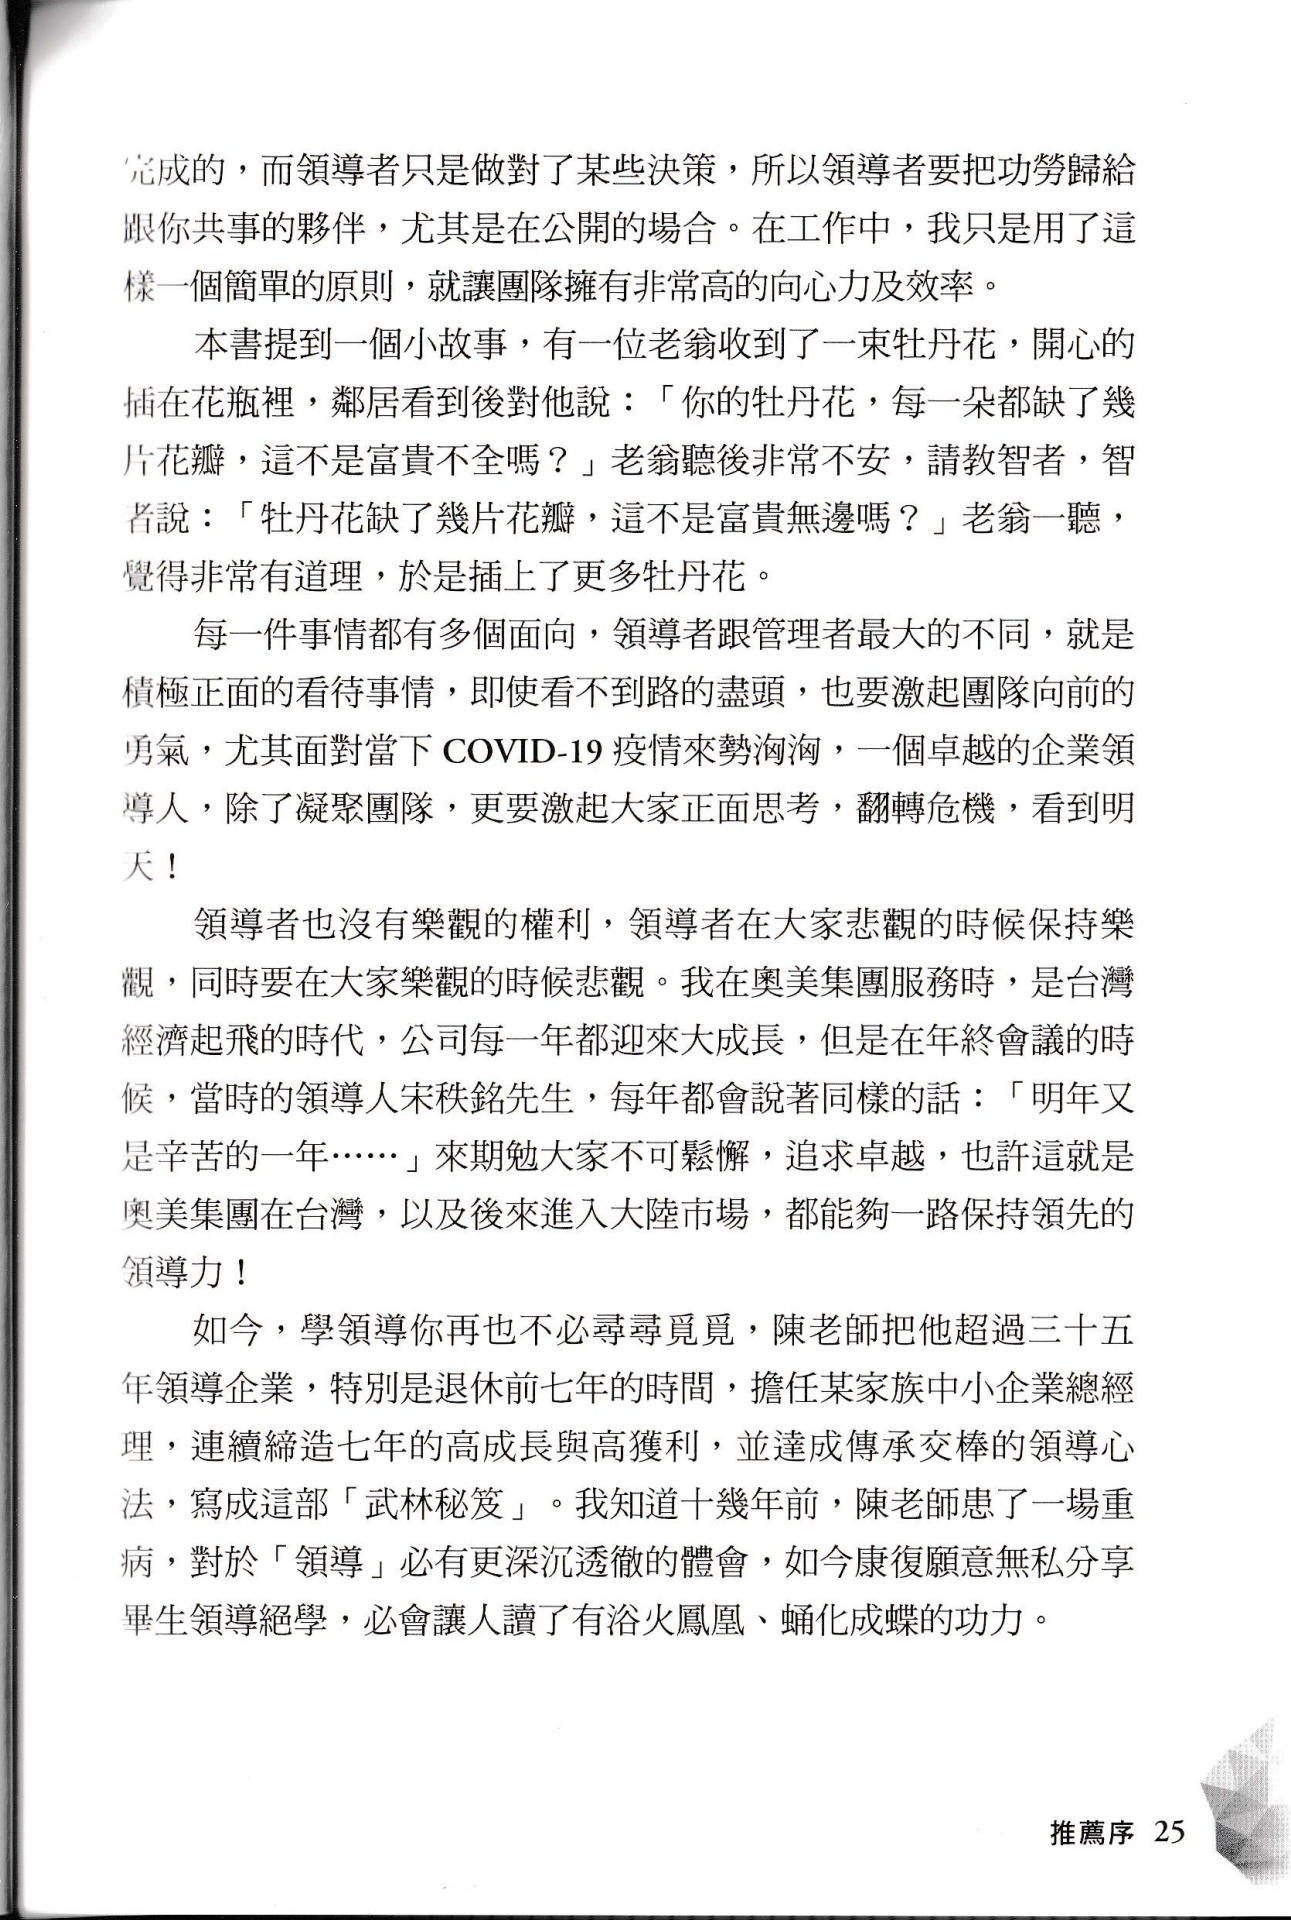 完成的，而領導者只是做對了某些決策，所以領導者要把功勞歸給
跟你共事的夥伴，尤其是在公開的場合。在工作中，我只是用了這
樣一個簡單的原則，就讓團隊擁有非常高的向心力及效率。
本書提到一個小故事，有一位老翁收到了一束牡丹花，開心的
插在花瓶裡，鄰居看到後對他說：「你的牡丹花，每一朵都缺了幾
片花瓣，這不是富貴不全嗎？」老翁聽後非常不安，請教智者，智
者說：「牡丹花缺了幾片花瓣，這不是富貴無邊嗎？」老翁一聽，
覺得非常有道理，於是插上了更多牡丹花。
每一件事情都有多個面向，領導者跟管理者最大的不同，就是
積極正面的看待事情，即使看不到路的盡頭，也要激起團隊向前的
勇氣，尤其面對當下 COVID-19 疫情來勢洶洶，一個卓越的企業領
導人，除了凝聚團隊，更要激起大家正面思考，翻轉危機，看到明
天！
領導者也沒有樂觀的權利，領導者在大家悲觀的時候保持樂
觀，同時要在大家樂觀的時候悲觀。我在奧美集團服務時，是台灣
經濟起飛的時代，公司每一年都迎來大成長，但是在年終會議的時
候，當時的領導人宋秩銘先生，每年都會說著同樣的話：「明年又
是辛苦的一年……」來期勉大家不可鬆懈，追求卓越，也許這就是
奧美集團在台灣，以及後來進入大陸市場，都能夠一路保持領先的
領導力！
如今，學領導你再也不必尋尋覓覓，陳老師把他超過三十五
年領導企業，特別是退休前七年的時間，擔任某家族中小企業總經
理，連續締造七年的高成長與高獲利，並達成傳承交棒的領導心
法，寫成這部「武林秘笈」。我知道十幾年前，陳老師患了一場重
病，對於「領導」必有更深沉透徹的體會，如今康復願意無私分享
畢生領導絕學，必會讓人讀了有浴火鳳凰、蛹化成蝶的功力。
推薦序 25